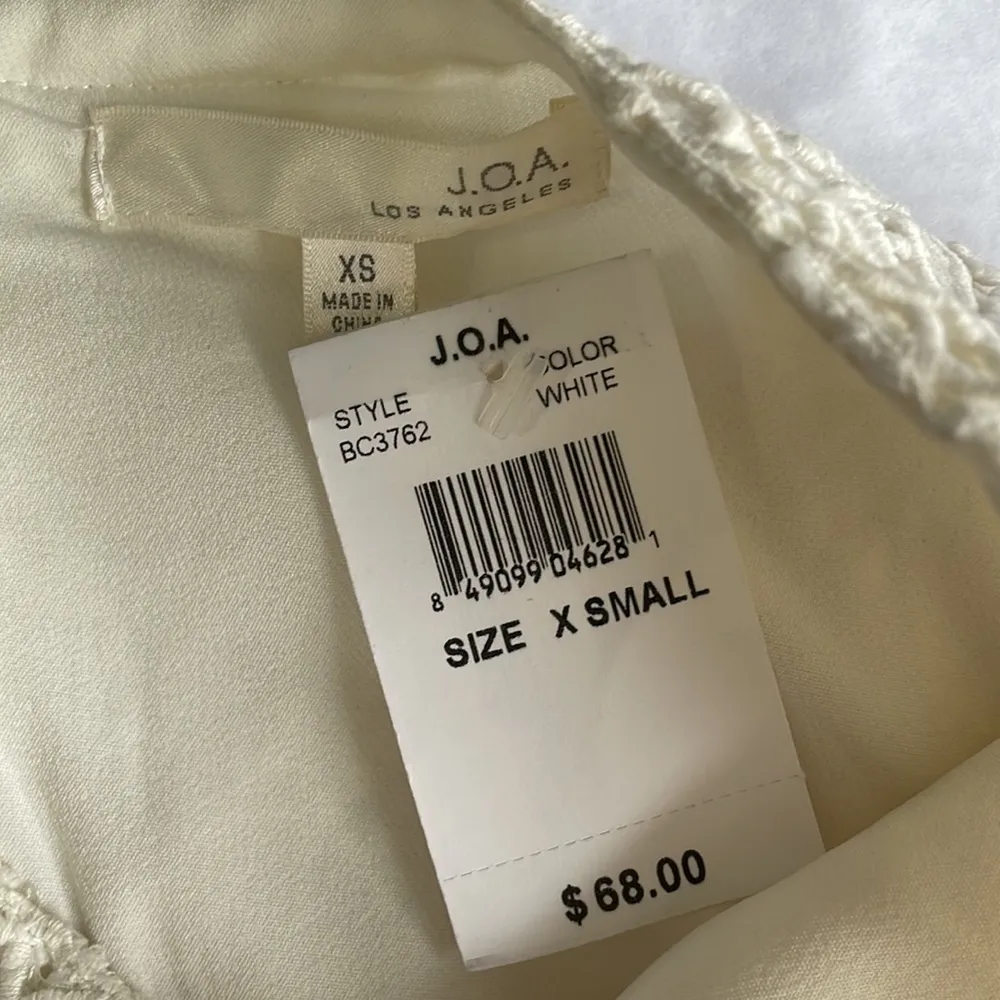 J.O.A.
LOS ANGELES
XS
MADE IN
CHINA
J.O.A.
STYLE
BC3762
COLOR
WHITE
8 49099 04628 1
SIZE X SMALL
$68.00